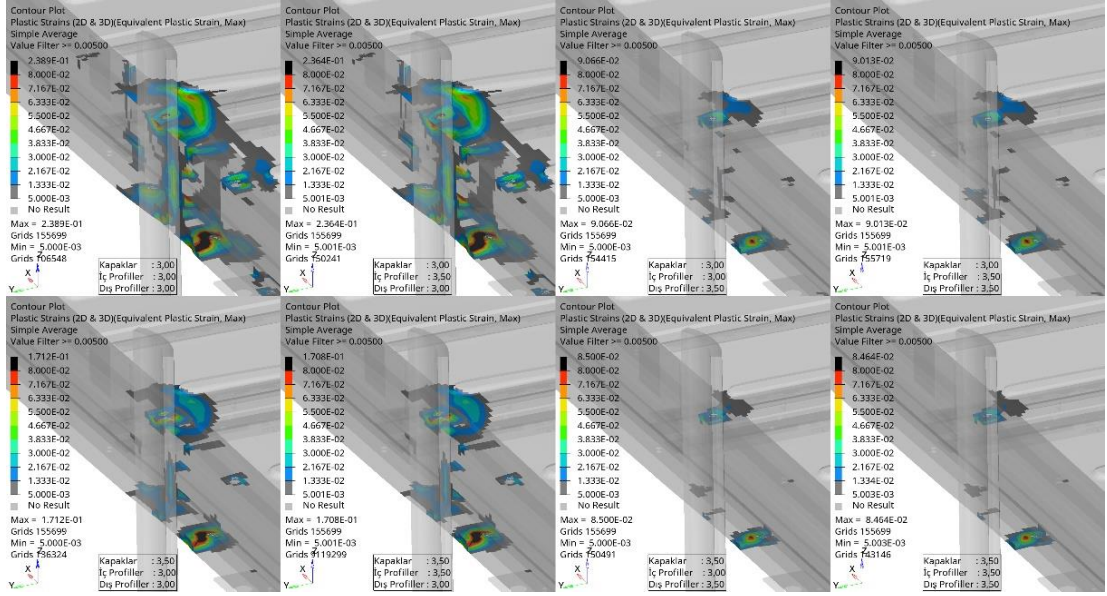 Contour Plot
Plastic Strains (2D & 3D)(Equivalent Plastic Strain, Max)
Simple Average
Value Filter >= 0.00500
2.389E-01
8.000E-02
7.167E-02
6.333E-02
5.500E-02
4.667E-02
3.833E-02
3.000E-02
2.167E-02
1.333E-02
5.000E-03
No Result
Max = 2.389E-01
Grids 155699
Min = 5.000E-03
Grids 706548
X
Y
Kapaklar : 3,00
İç Profiller : 3,00
Dış Profiller : 3,00
Contour Plot
Plastic Strains (2D & 3D)(Equivalent Plastic Strain, Max)
Simple Average
Value Filter >= 0.00500
2.364E-01
8.000E-02
7.167E-02
6.333E-02
5.500E-02
4.667E-02
3.833E-02
3.000E-02
2.167E-02
1.333E-02
5.001E-03
No Result
Max = 2.364E-01
Grids 155699
Min = 5.001E-03
Grids 750241
X
Y
Kapaklar : 3,00
İç Profiller : 3,50
Dış Profiller : 3,00
Contour Plot
Plastic Strains (2D & 3D)(Equivalent Plastic Strain, Max)
Simple Average
Value Filter >= 0.00500
9.066E-02
8.000E-02
7.167E-02
6.333E-02
5.500E-02
4.667E-02
3.833E-02
3.000E-02
2.167E-02
1.333E-02
5.000E-03
No Result
Max = 9.066E-02
Grids 155699
Min = 5.000E-03
X
Y
Kapaklar : 3,00
İç Profiller : 3,00
Dış Profiller : 3,50
Contour Plot
Plastic Strains (2D & 3D)(Equivalent Plastic Strain, Max)
Simple Average
Value Filter >= 0.00500
9.013E-02
8.000E-02
7.167E-02
6.333E-02
5.500E-02
4.667E-02
3.833E-02
3.000E-02
2.167E-02
1.333E-02
5.001E-03
No Result
Max = 9.013E-02
Grids 155699
Min = 5.001E-03
X
Y
Kapaklar : 3,00
İç Profiller : 3,50
Dış Profiller : 3,50
Contour Plot
Plastic Strains (2D & 3D)(Equivalent Plastic Strain, Max)
Simple Average
Value Filter >= 0.00500
1.712E-01
8.000E-02
7.167E-02
6.333E-02
5.500E-02
4.667E-02
3.833E-02
3.000E-02
2.167E-02
1.333E-02
5.000E-03
No Result
Max = 1.712E-01
Grids 155699
Min = 5.000E-03
X
Y
Kapaklar : 3,50
İç Profiller : 3,00
Dış Profiller : 3,00
Contour Plot
Plastic Strains (2D & 3D)(Equivalent Plastic Strain, Max)
Simple Average
Value Filter >= 0.00500
1.708E-01
8.000E-02
7.167E-02
6.333E-02
5.500E-02
4.667E-02
3.833E-02
3.000E-02
2.167E-02
1.333E-02
5.001E-03
No Result
Max = 1.708E-01
Grids 155699
Min = 5.001E-03
X
Y
Kapaklar : 3,50
İç Profiller : 3,50
Dış Profiller : 3,00
Contour Plot
Plastic Strains (2D & 3D)(Equivalent Plastic Strain, Max)
Simple Average
Value Filter >= 0.00500
8.500E-02
8.000E-02
7.167E-02
6.333E-02
5.500E-02
4.667E-02
3.833E-02
3.000E-02
2.167E-02
1.333E-02
5.000E-03
No Result
Max = 8.500E-02
Grids 155699
Min = 5.000E-03
X
Y
Kapaklar : 3,50
İç Profiller : 3,00
Dış Profiller : 3,50
Contour Plot
Plastic Strains (2D & 3D)(Equivalent Plastic Strain, Max)
Simple Average
Value Filter >= 0.00500
8.464E-02
8.000E-02
7.167E-02
6.333E-02
5.500E-02
4.667E-02
3.833E-02
3.000E-02
2.167E-02
1.334E-02
5.003E-03
No Result
Max = 8.464E-02
Grids 155699
Min = 5.003E-03
X
Y
Kapaklar : 3,50
İç Profiller : 3,50
Dış Profiller : 3,50